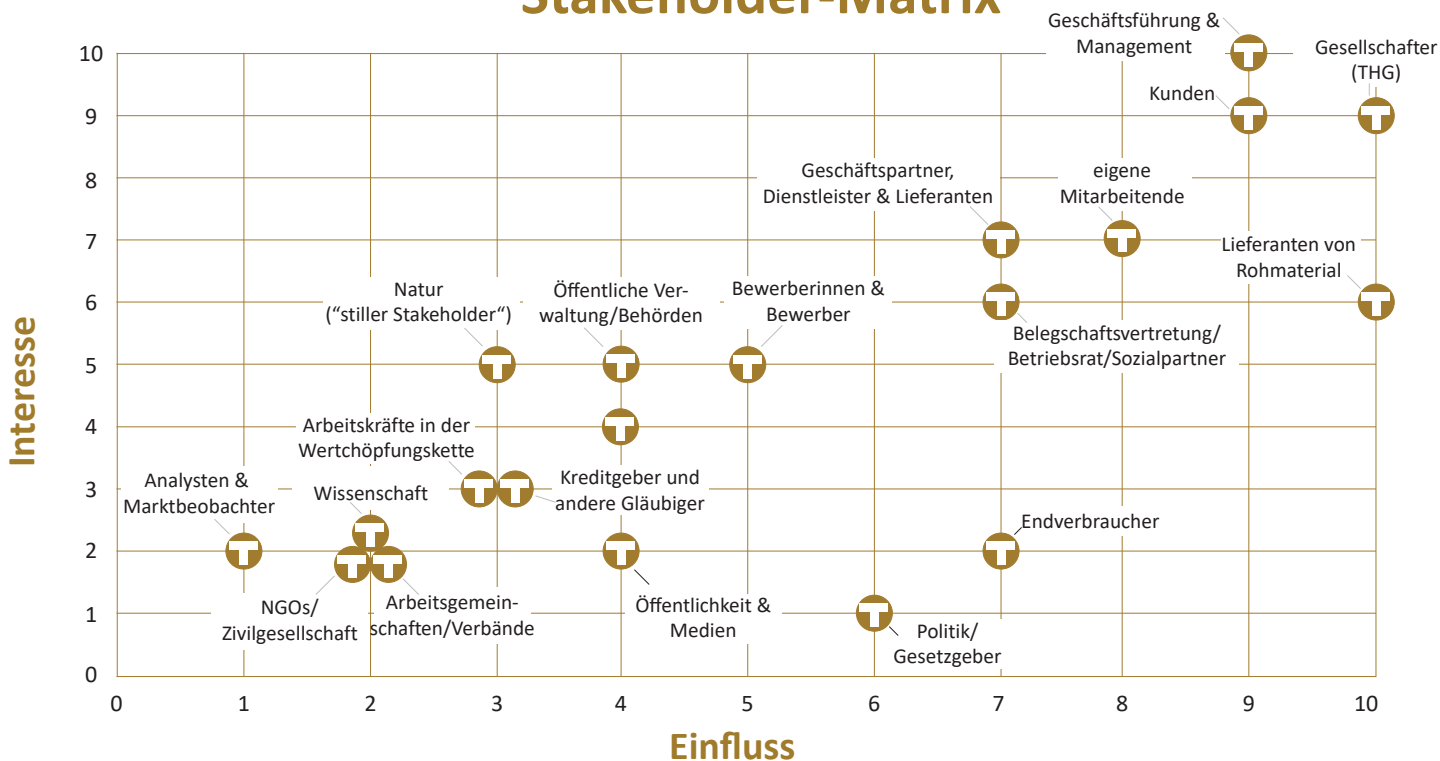 Stakeholder-Matrix
Geschäftsführung &
Management
Gesellschafter
(THG)
Kunden
Geschäftspartner,
Dienstleister & Lieferanten
eigene
Mitarbeitende
Lieferanten von
Rohmaterial
Natur
(“stiller Stakeholder“)
Öffentliche Ver-
waltung/Behörden
Bewerberinnen &
Bewerber
Belegschaftsvertretung/
Betriebsrat/Sozialpartner
Arbeitskräfte in der
Wertchöpfungskette
Analysten &
Marktbeobachter
Wissenschaft
Kreditgeber und
andere Gläubiger
Endverbraucher
NGOs/
Zivilgesellschaft
Arbeitsgemein-
schaften/Verbände
Öffentlichkeit &
Medien
Politik/
Gesetzgeber
10
9
8
7
6
5
4
3
2
1
0
0 1 2 3 4 5 6 7 8 9 10
Interesse
Einfluss